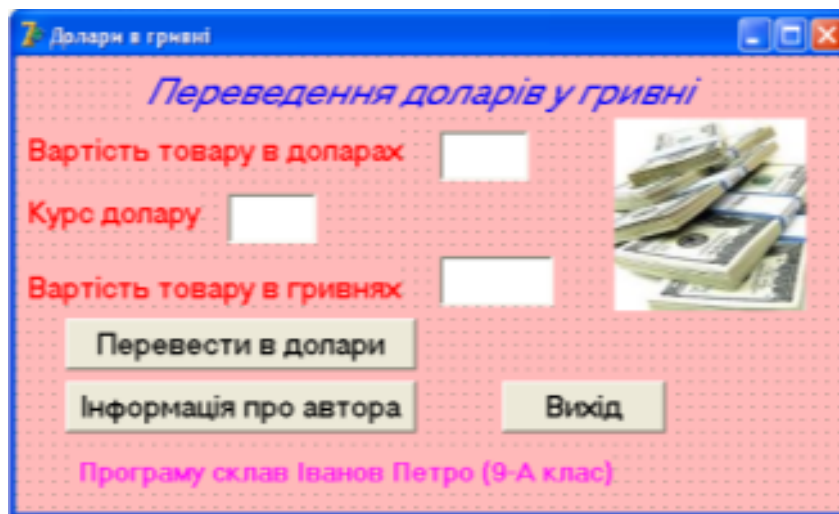 Долари в гривні
Переведення доларів у гривні
Вартість товару в доларах
Курс долару
Вартість товару в гривнях
Перевести в долари
Інформація про автора
Вихід
Програму склав Іванов Петро (9-А клас)